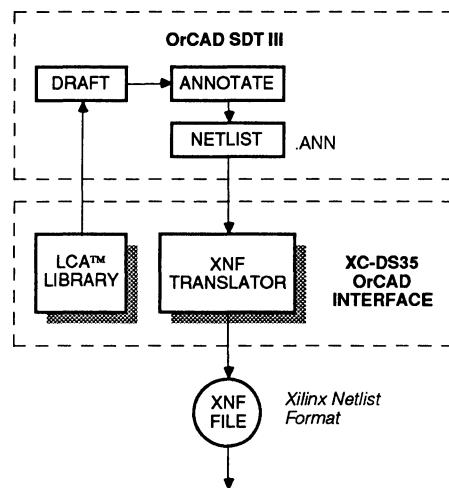 OrCAD SDT III
DRAFT
ANNOTATE
NETLIST
.ANN
LCA™
LIBRARY
XNF
TRANSLATOR
XC-DS35
OrCAD
INTERFACE
XNF
FILE
Xilinx Netlist
Format